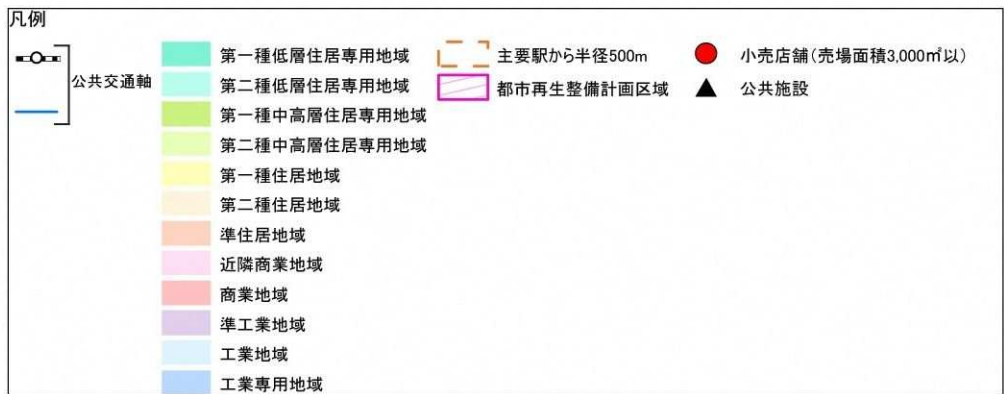 凡例
公共交通軸
第一種低層住居専用地域
第二種低層住居専用地域
第一種中高層住居専用地域
第二種中高層住居専用地域
第一種住居地域
第二種住居地域
準住居地域
近隣商業地域
商業地域
準工業地域
工業地域
工業専用地域
主要駅から半径500m
都市再生整備計画区域
小売店舗(売場面積3,000㎡以)
公共施設